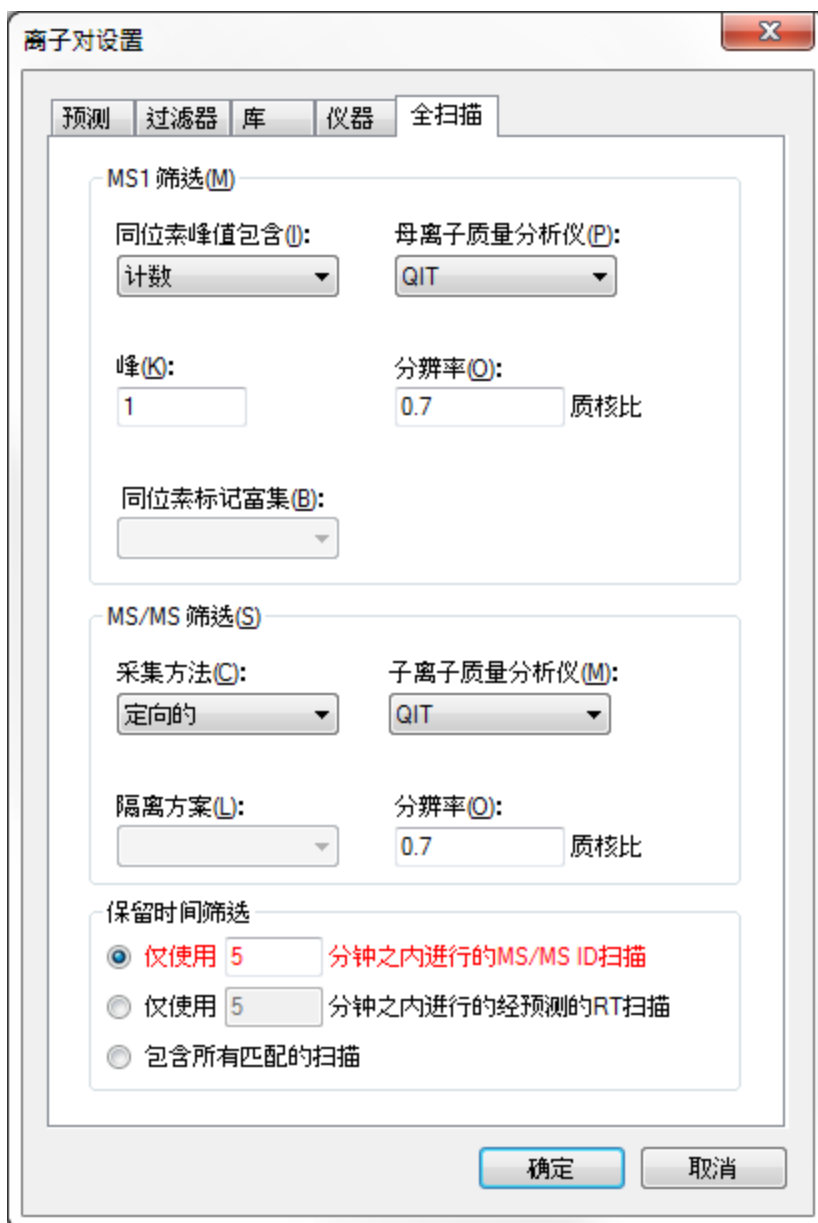 离子对设置
预测 过滤器 库 仪器 全扫描
MS1 筛选(M)
同位素峰值包含(I): 母离子质量分析仪(P):
计数 QIT
峰(K): 分辨率(O):
1 0.7 质核比
同位素标记富集(B):
MS/MS 筛选(S)
采集方法(C): 子离子质量分析仪(M):
定向的 QIT
隔离方案(L): 分辨率(O):
0.7 质核比
保留时间筛选
仅使用 5 分钟之内进行的MS/MS ID扫描
仅使用 5 分钟之内进行的经预测的RT扫描
包含所有匹配的扫描
确定 取消